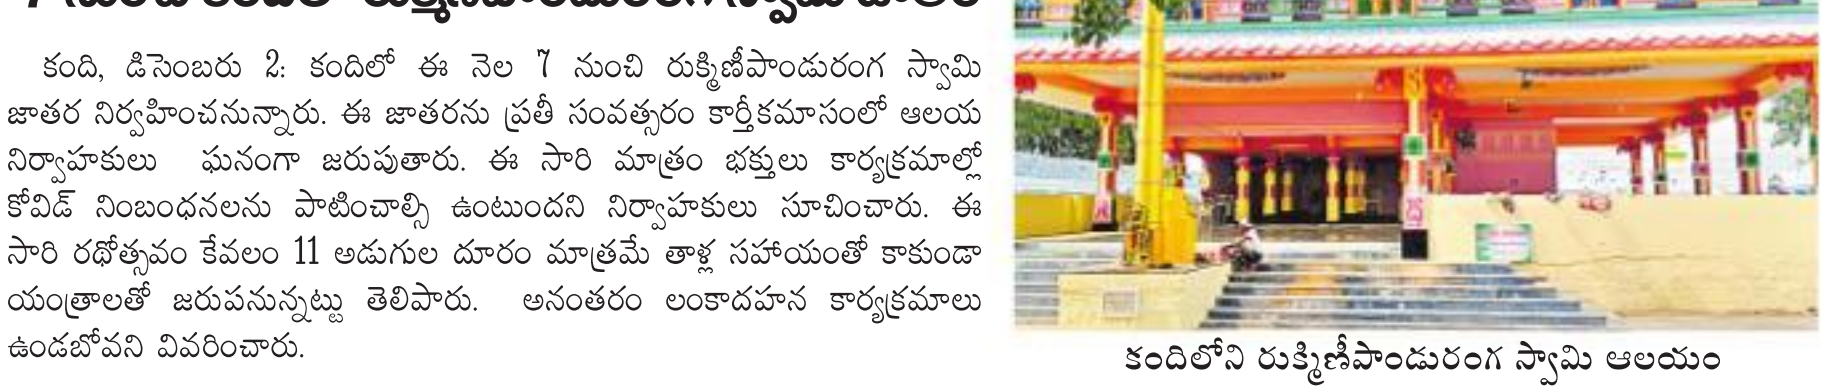 7 నుంచి కందిలో రుక్మిణీపాండురంగ స్వామి జాతర
కంది, డిసెంబరు 2: కందిలో ఈ నెల 7 నుంచి రుక్మిణీపాండురంగ స్వామి
జాతర నిర్వహించనున్నారు. ఈ జాతరను ప్రతీ సంవత్సరం కార్తీకమాసంలో ఆలయ
నిర్వాహకులు ఘనంగా జరుపుతారు. ఈ సారి మాత్రం భక్తులు కార్యక్రమాల్లో
కోవిడ్ నింబంధనలను పాటించాల్సి ఉంటుందని నిర్వాహకులు సూచించారు. ఈ
సారి రథోత్సవం కేవలం 11 అడుగుల దూరం మాత్రమే తాళ్ల సహాయంతో కాకుండా
యంత్రాలతో జరుపనున్నట్టు తెలిపారు. అనంతరం లంకాదహన కార్యక్రమాలు
ఉండబోవని వివరించారు.
కందిలోని రుక్మిణీపాండురంగ స్వామి ఆలయం